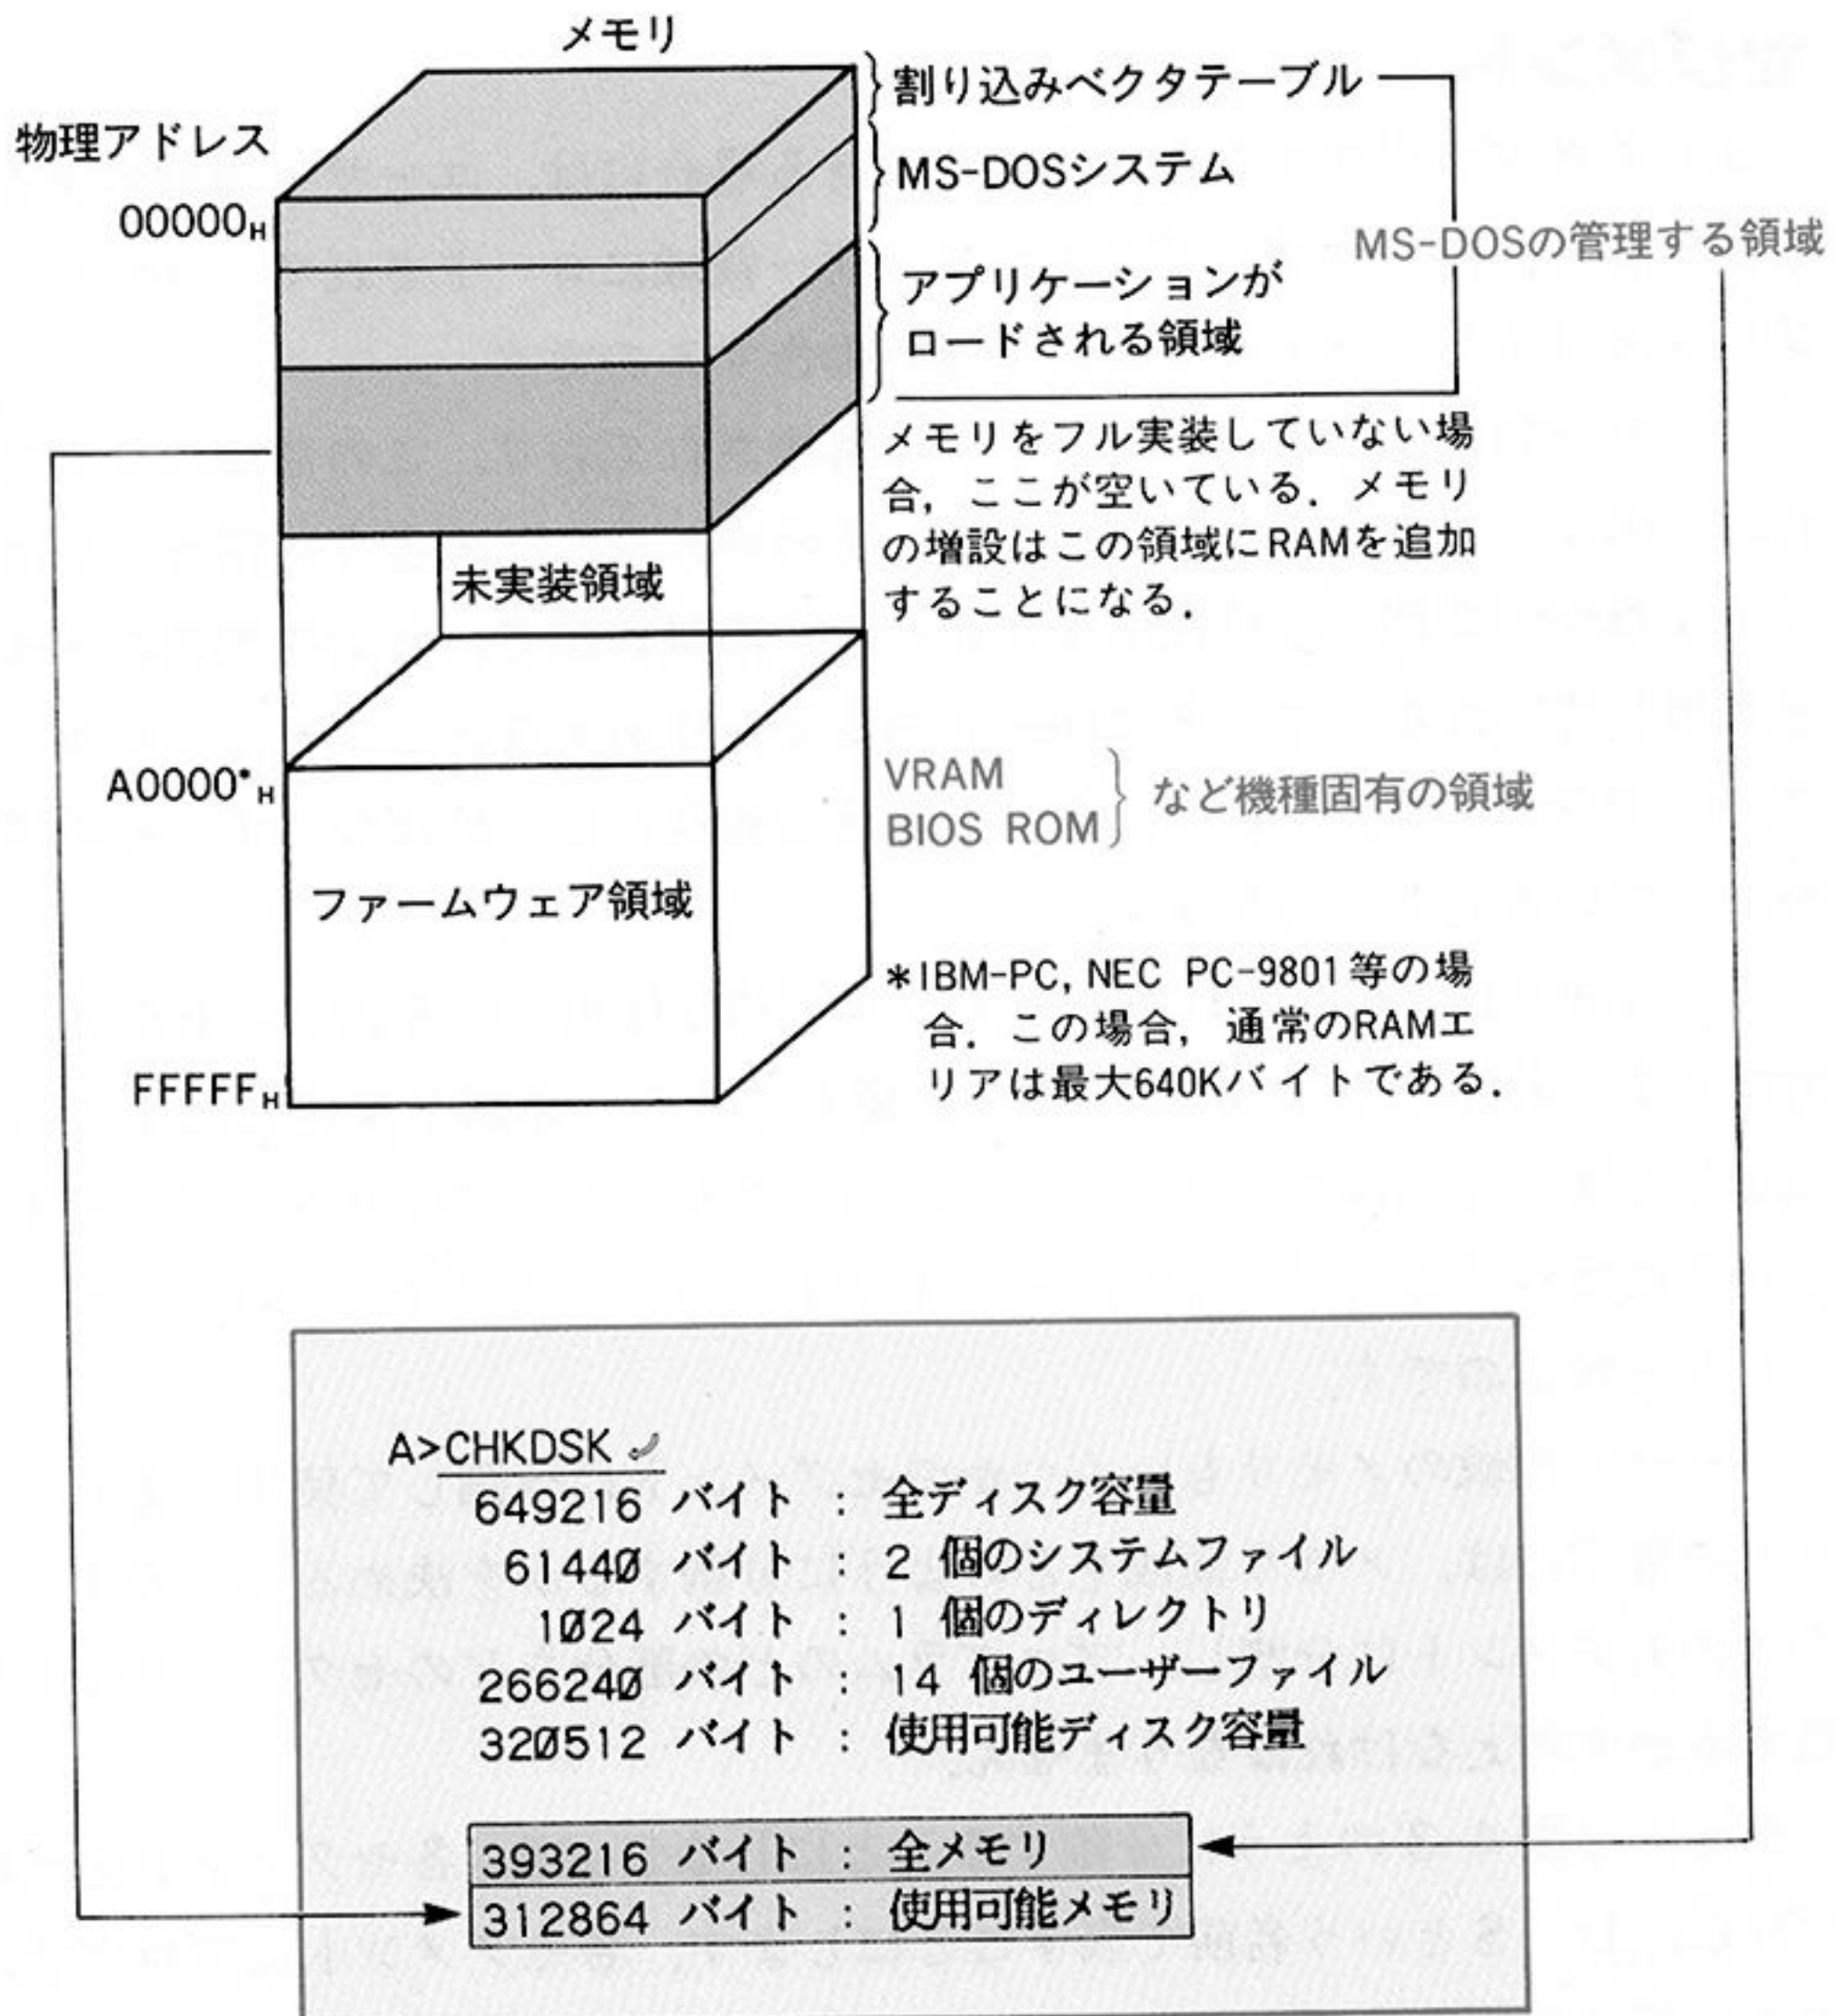 メモリ
割り込みベクタテーブル
物理アドレス
MS-DOSシステム
00000H
MS-DOSの管理する領域
アプリケーションが
ロードされる領域
メモリをフル実装していない場
合，ここが空いている．メモリ
の増設はこの領域にRAMを追加
することになる．
未実装領域
A0000*H
VRAM
BIOS ROM
など機種固有の領域
ファームウェア領域
*IBM-PC, NEC PC-9801等の場
合．この場合，通常のRAMエ
リアは最大640Kバイトである．
FFFFFH
A>CHKDSK
649216 バイト : 全ディスク容量
61440 バイト : 2 個のシステムファイル
1024 バイト : 1 個のディレクトリ
266240 バイト : 14 個のユーザーファイル
320512 バイト : 使用可能ディスク容量
393216 バイト : 全メモリ
312864 バイト : 使用可能メモリ